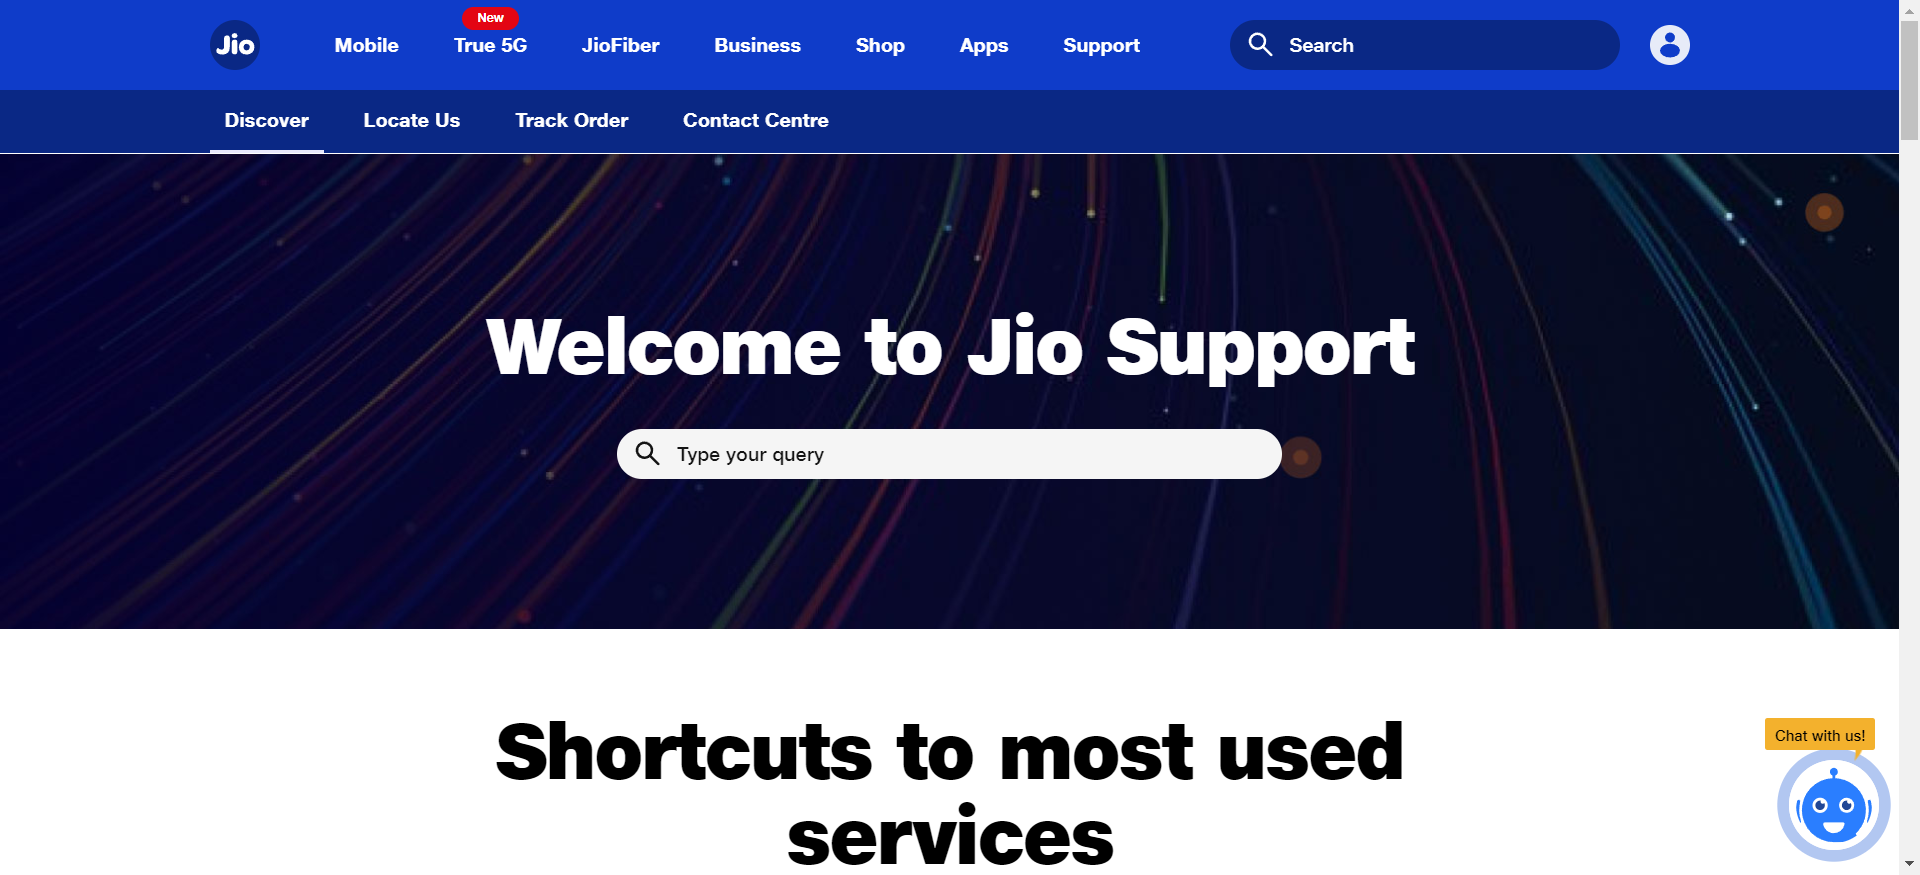 Jio
Mobile
New
True 5G
JioFiber
Business
Shop
Apps
Support
Search
Discover
Locate Us
Track Order
Contact Centre
Welcome to Jio Support
Type your query
Shortcuts to most used
services
Chat with us!